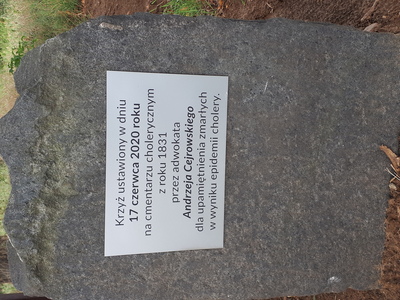 Krzyż ustawiony w dniu
17 czerwca 2020 roku
na cmentarzu cholerycznym
z roku 1831
przez adwokata
Andrzeja Cejrowskiego
dla upamiętnienia zmarłych
w wyniku epidemii cholery.